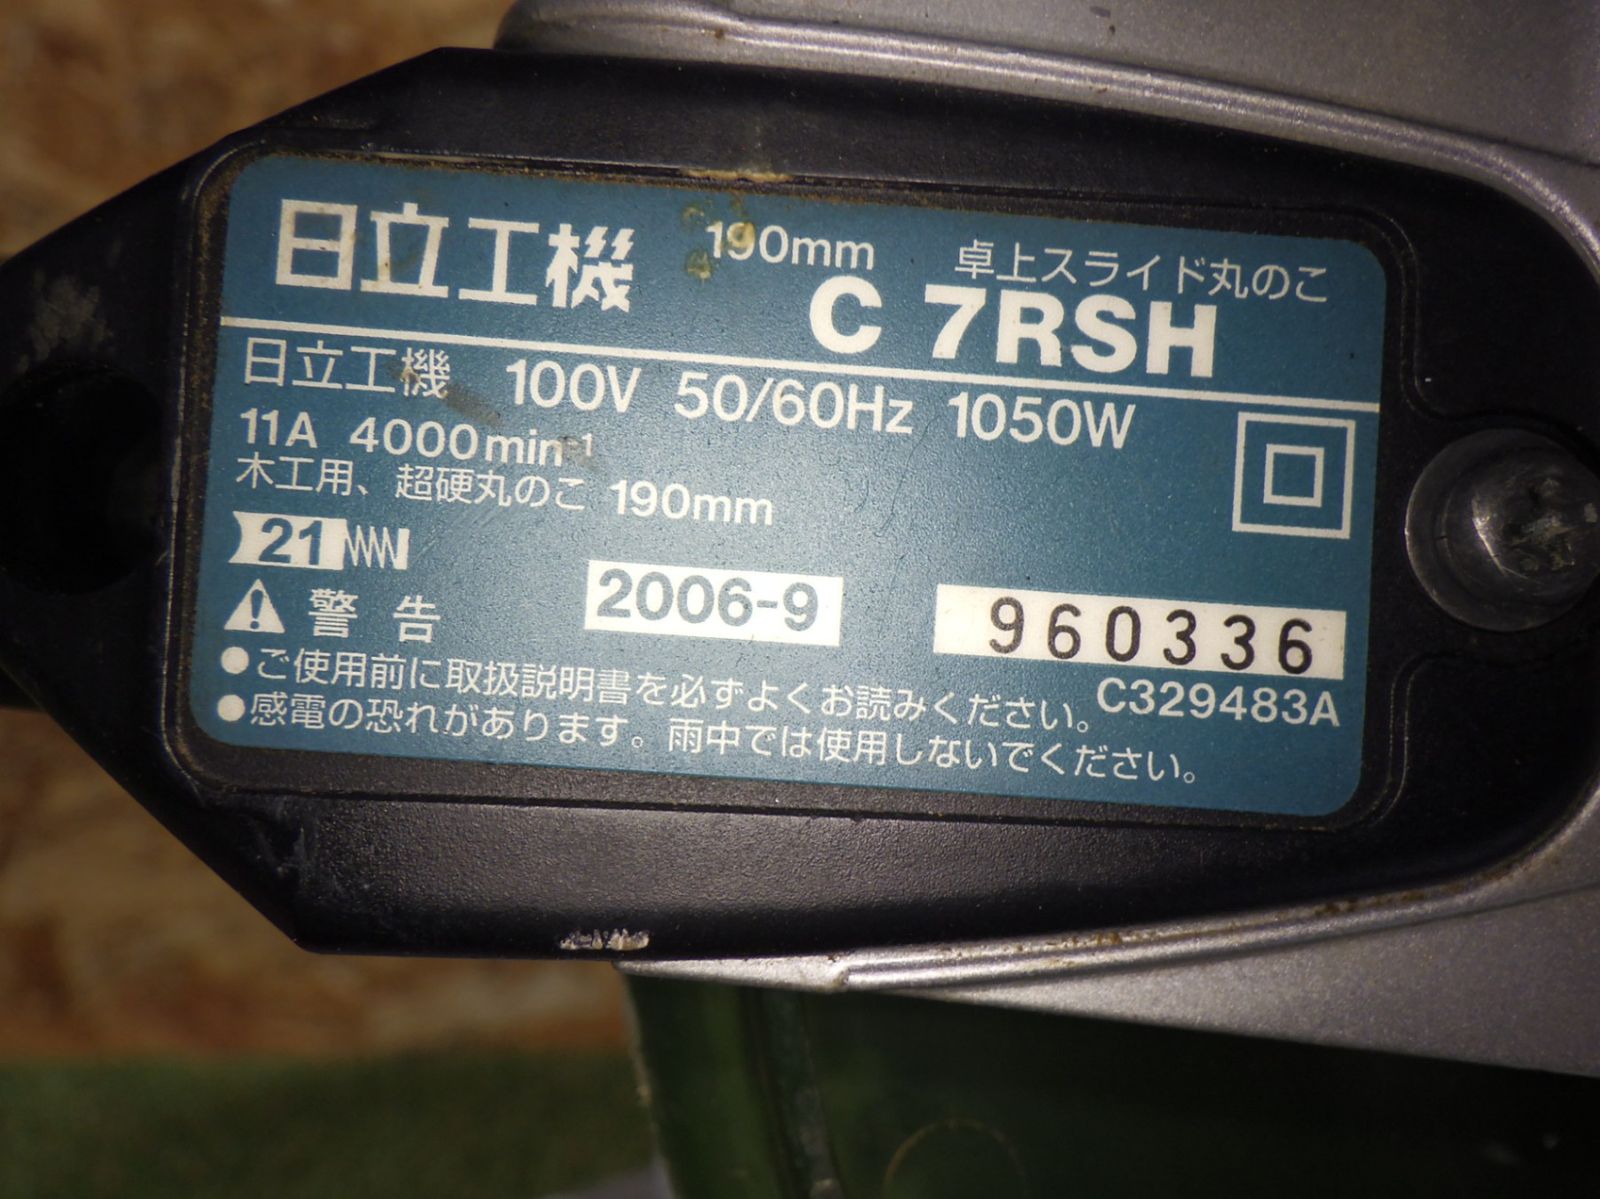 日立工機 190mm 卓上スライド丸のこ
C 7RSH
日立工機 100V 50/60Hz 1050W
11A 4000min⁻¹
木工用、超硬丸のこ 190mm
21
警告 2006-9 960336
●ご使用前に取扱説明書を必ずよくお読みください。 C329483A
●感電の恐れがあります。雨中では使用しないでください。